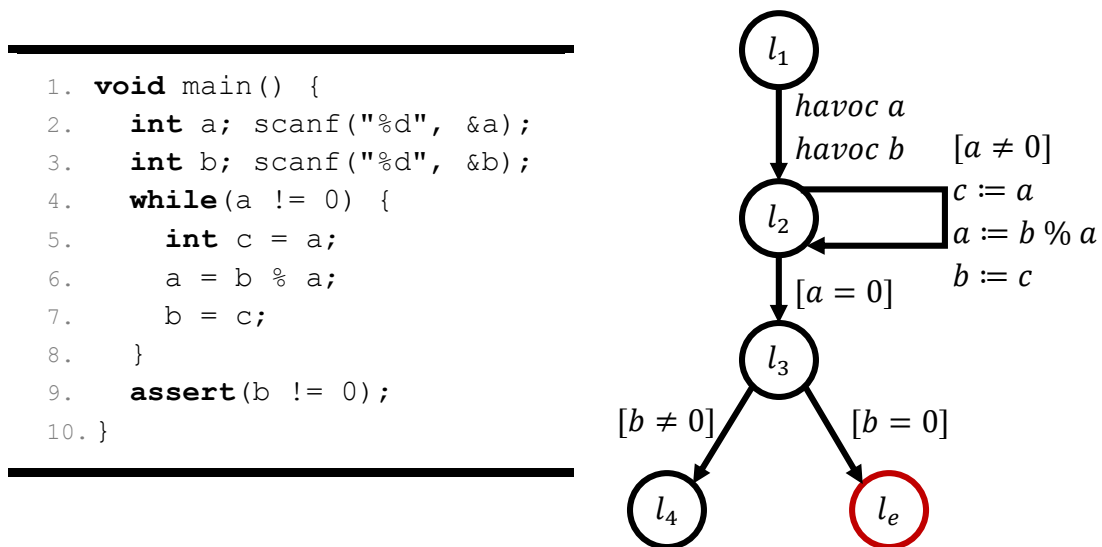 1. void main() {
2. int a; scanf("%d", &a);
3. int b; scanf("%d", &b);
4. while(a != 0) {
5. int c = a;
6. a = b % a;
7. b = c;
8. }
9. assert(b != 0);
10. }
l₁
havoc a
havoc b
[a ≠ 0]
c ≔ a
a ≔ b % a
b ≔ c
l₂
[a = 0]
l₃
[b ≠ 0]
[b = 0]
l₄
lₑ